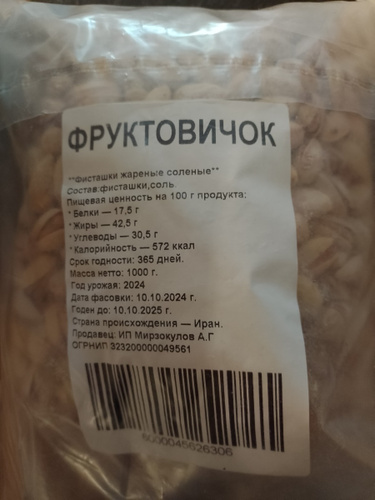 ФРУКТОВИЧОК
**Фисташки жареные соленые**
Состав:фисташки,соль
Пищевая ценность на 100 г продукта:
* Белки — 17,5 г
* Жиры — 42,5 г
* Углеводы — 30,5 г
* Калорийность — 572 ккал
Срок годности: 365 дней.
Масса нетто: 1000 г.
Год урожая: 2024
Дата фасовки: 10.10.2024 г.
Годен до: 10.10.2025 г.
Страна происхождения — Иран.
Продавец: ИП Мирзокулов А.Г
ОГРНИП 323200000049561
6000045626306